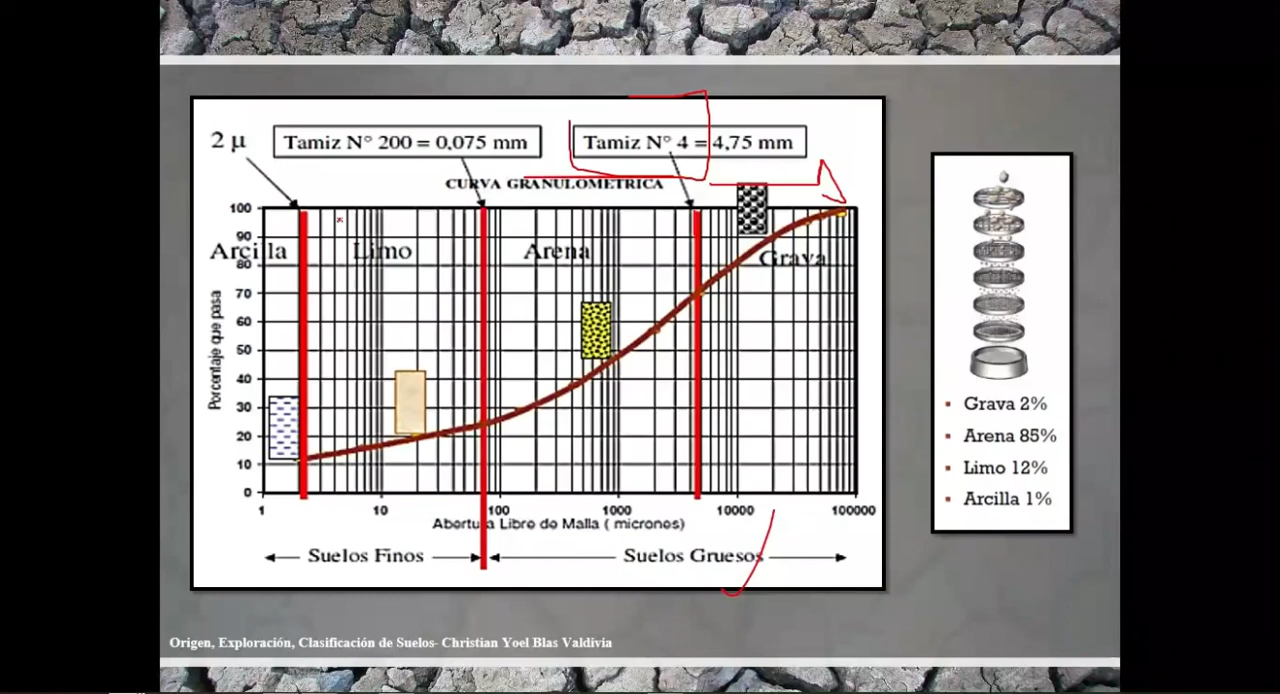 2 µ
Tamiz N° 200 = 0,075 mm
Tamiz N° 4 = 4,75 mm
CURVA GRANULOMETRICA
100
90
80
70
60
50
40
30
20
10
0
Arcilla
Limo
Arena
Grava
Porcentaje que pasa
1
10
100
1000
10000
100000
Abertura Libre de Malla ( micrones)
Suelos Finos
Suelos Gruesos
▪ Grava 2%
▪ Arena 85%
▪ Limo 12%
▪ Arcilla 1%
Origen, Exploración, Clasificación de Suelos- Christian Yoel Blas Valdivia